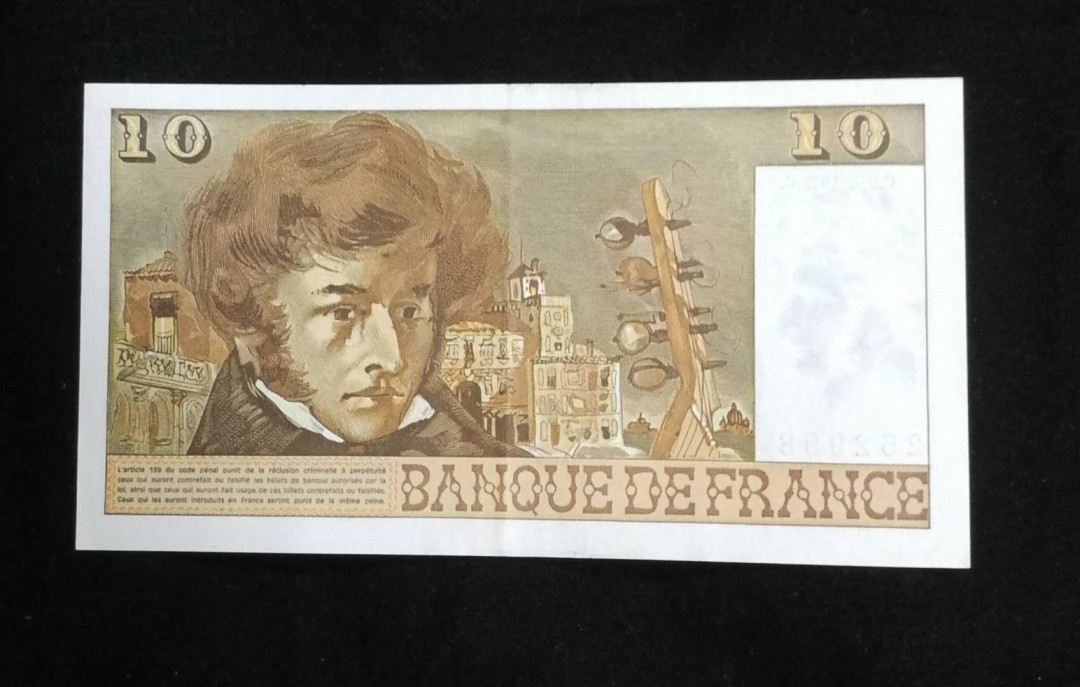 10
10
L'article 139 du code pénal punit de la réclusion criminelle à perpétuité
ceux qui auront contrefait ou falsifié les billets de banque autorisés par la
loi, ainsi que ceux qui auront fait usage de ces billets contrefaits ou falsifiés.
Ceux qui les auront introduits en France seront punis de la même peine.
BANQUE DE FRANCE